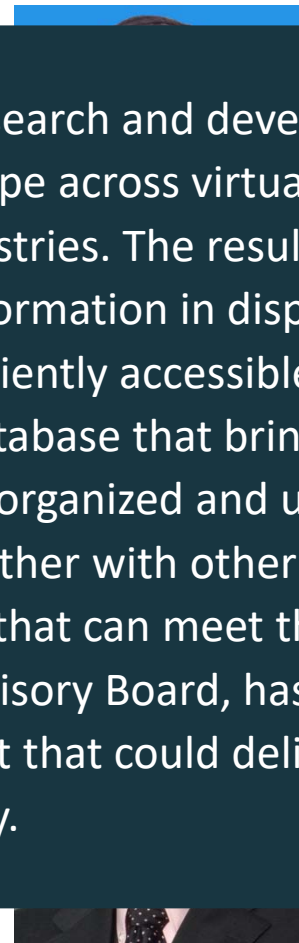 earch and deve
pe across virtua
stries. The resul
ormation in disp
iently accessible
tabase that brin
organized and u
ther with other
that can meet th
isory Board, has
t that could deli
y.